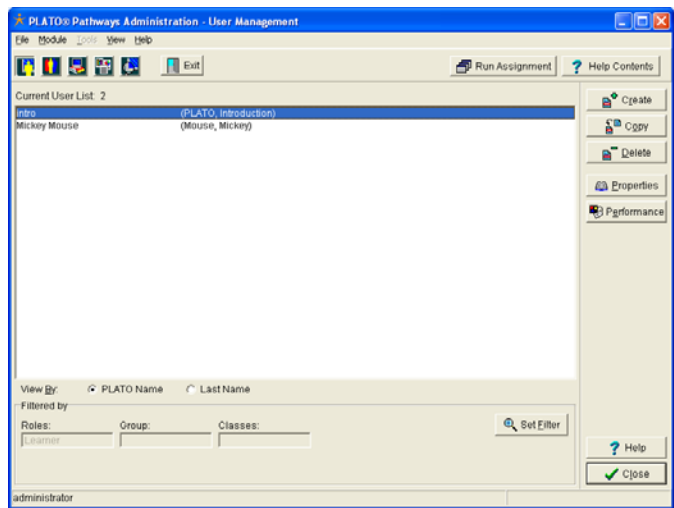 PLATO® Pathways Administration - User Management
File Module Tools View Help
Exit Run Assignment ? Help Contents
Current User List: 2
intro (PLATO, Introduction)
Mickey Mouse (Mouse, Mickey)
Create
Copy
Delete
Properties
Performance
View By: PLATO Name Last Name
Filtered by
Roles: Group: Classes: Set Filter
Learner
? Help
Close
administrator